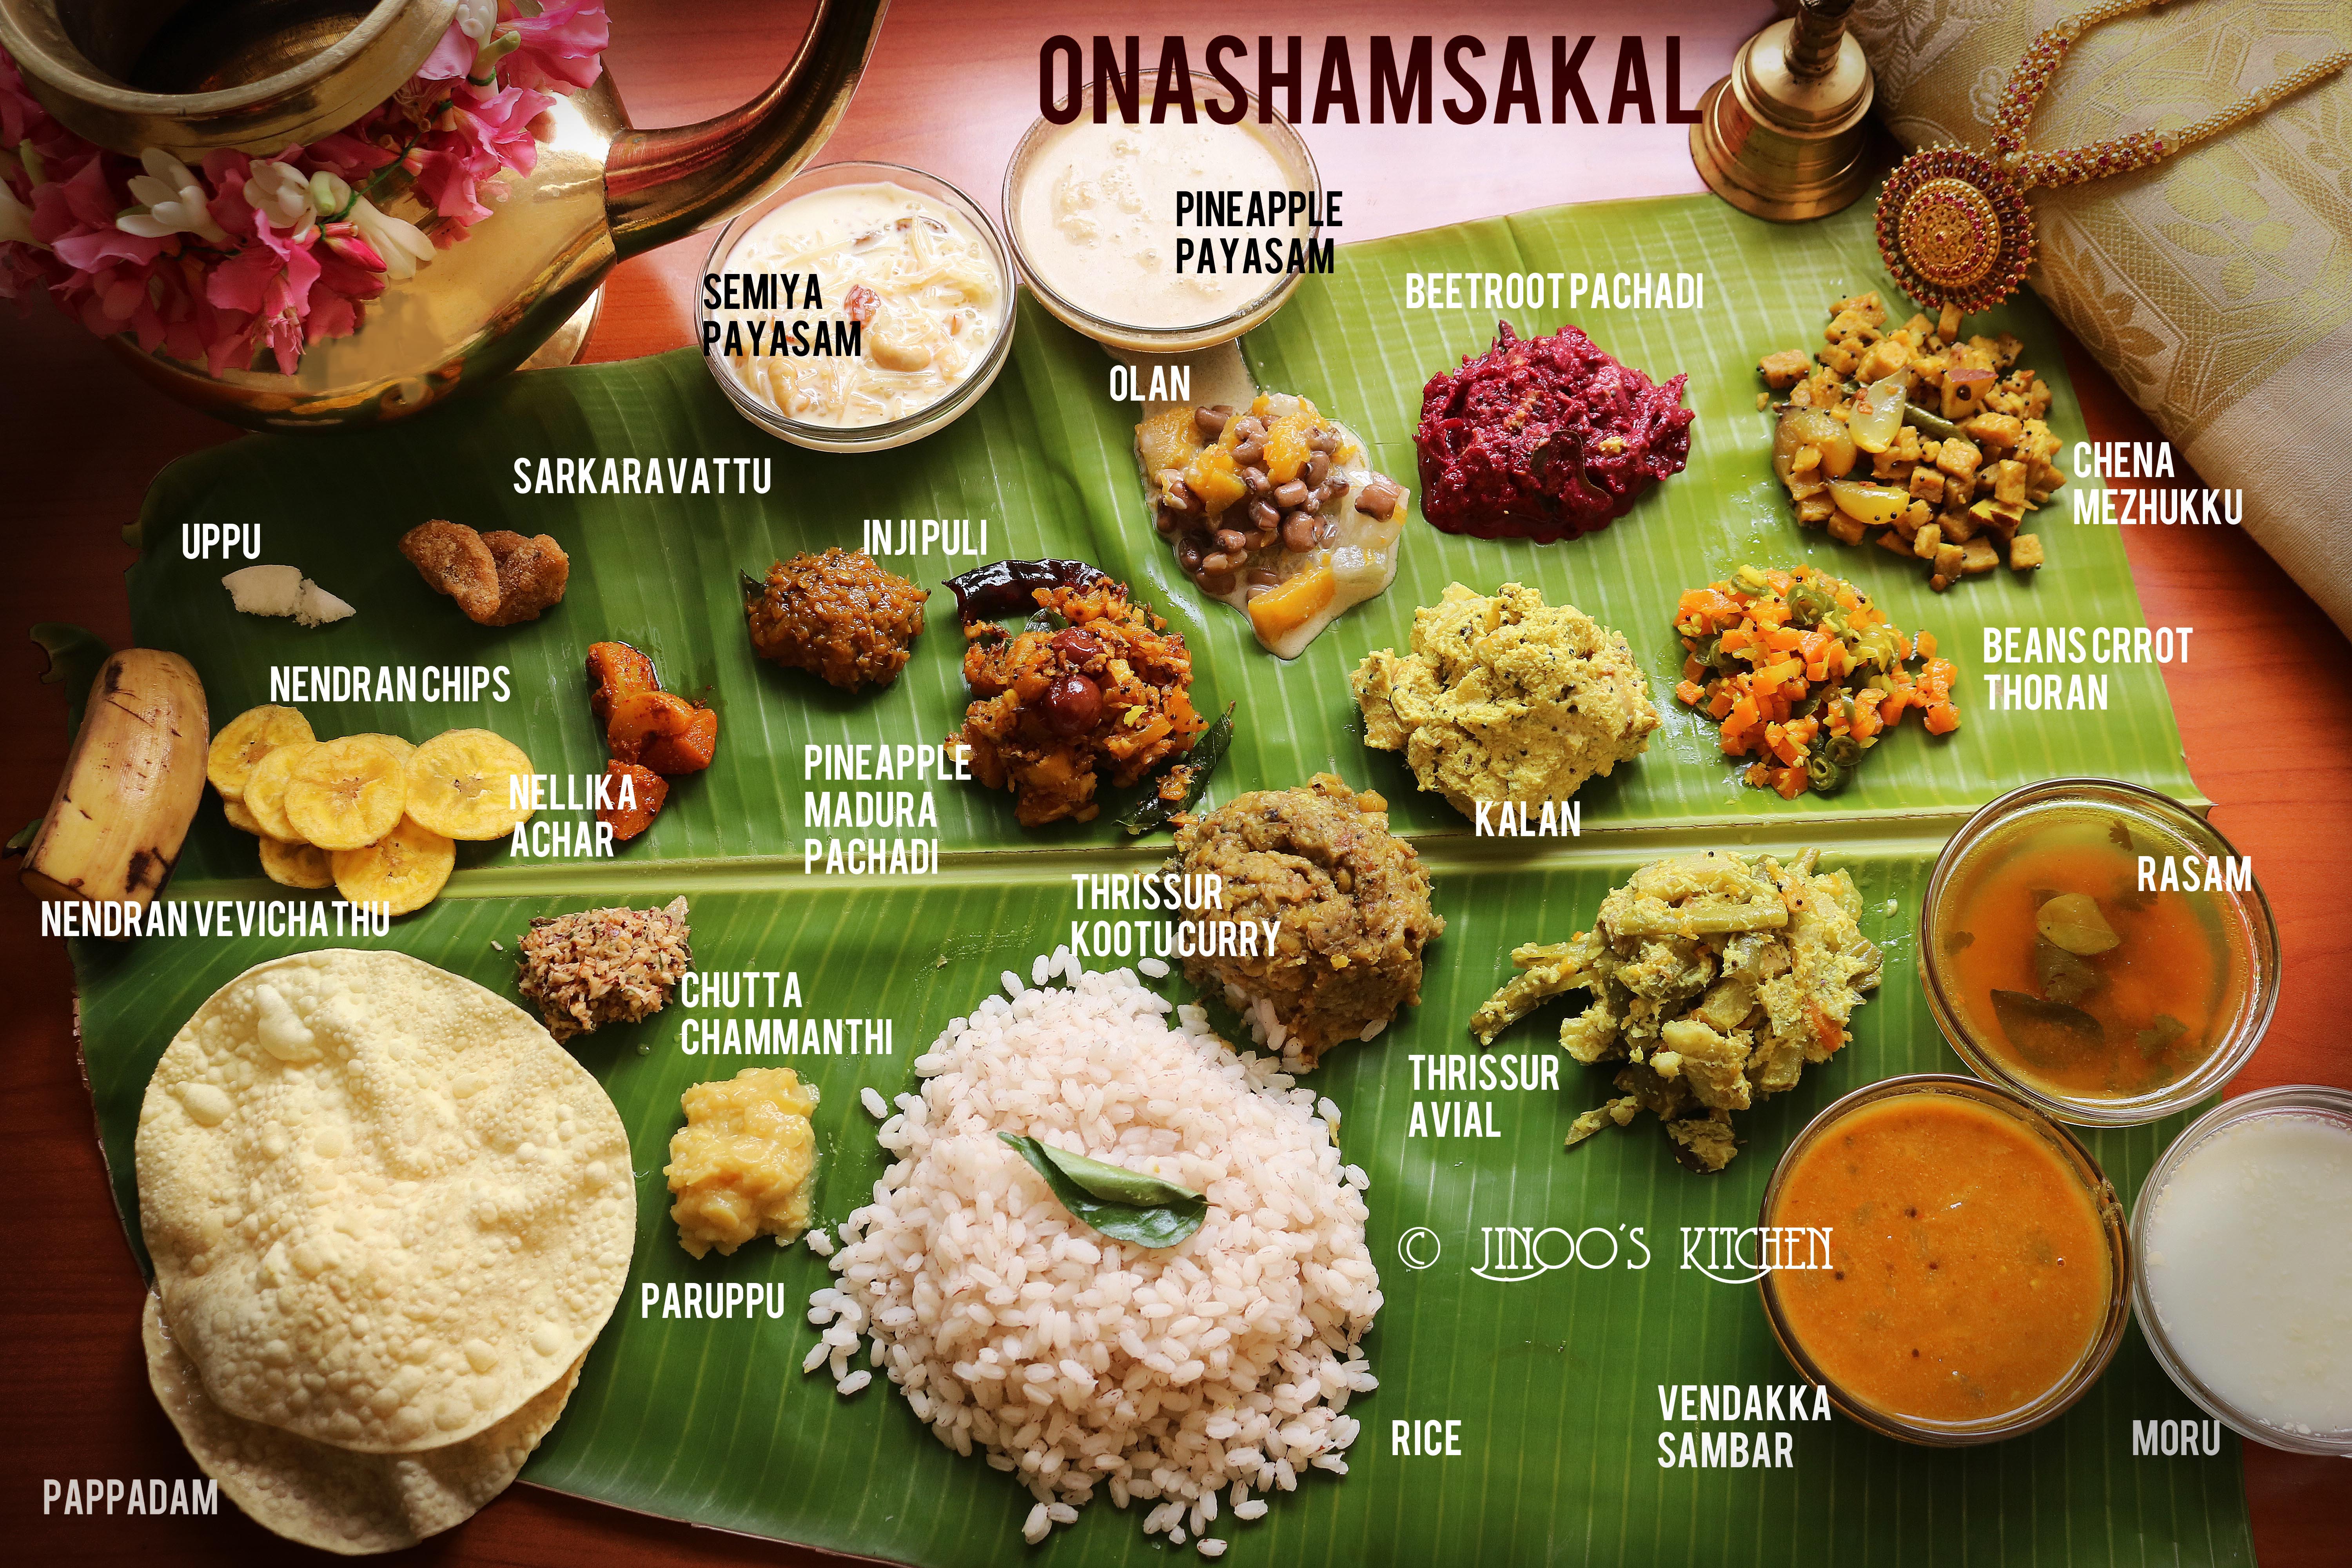 ONASHAMSAKAL
PINEAPPLE
PAYASAM
SEMIYA
PAYASAM
BEETROOT PACHADI
OLAN
SARKARAVATTU
CHENA
MEZHUKKU
UPPU
INJI PULI
NENDRAN CHIPS
BEANS CRROT
THORAN
NELLIKA
ACHAR
PINEAPPLE
MADURA
PACHADI
KALAN
RASAM
THRISSUR
KOOTUCURRY
NENDRAN VEVICHATHU
CHUTTA
CHAMMANTHI
THRISSUR
AVIAL
© JINOO'S KITCHEN
PARUPPU
VENDAKKA
SAMBAR
RICE
MORU
PAPPADAM